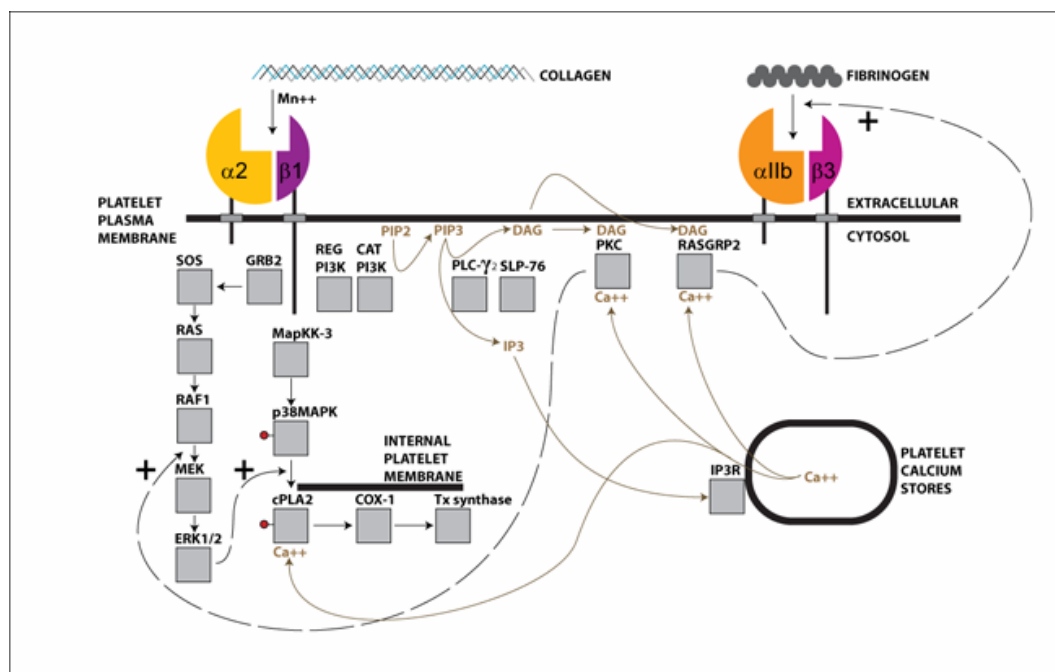 COLLAGEN
FIBRINOGEN
Mn++
+
α2
β1
αIIb
β3
PLATELET
PLASMA
MEMBRANE
EXTRACELLULAR
CYTOSOL
PIP2
PIP3
DAG
DAG
DAG
REG
PI3K
CAT
PI3K
PLC-γ2
SLP-76
PKC
RASGRP2
SOS
GRB2
Ca++
Ca++
RAS
MapKK-3
IP3
RAF1
p38MAPK
INTERNAL
PLATELET
MEMBRANE
+
MEK
+
IP3R
Ca++
PLATELET
CALCIUM
STORES
cPLA2
COX-1
Tx synthase
ERK1/2
Ca++